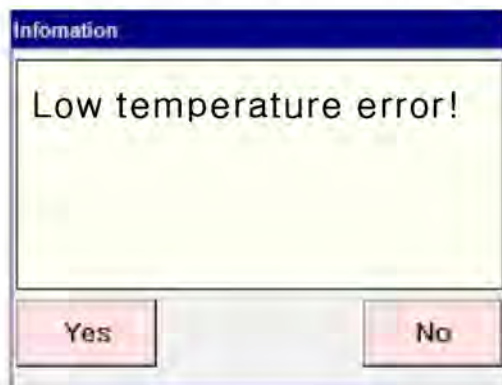 Infomation
Low temperature error!
Yes
No